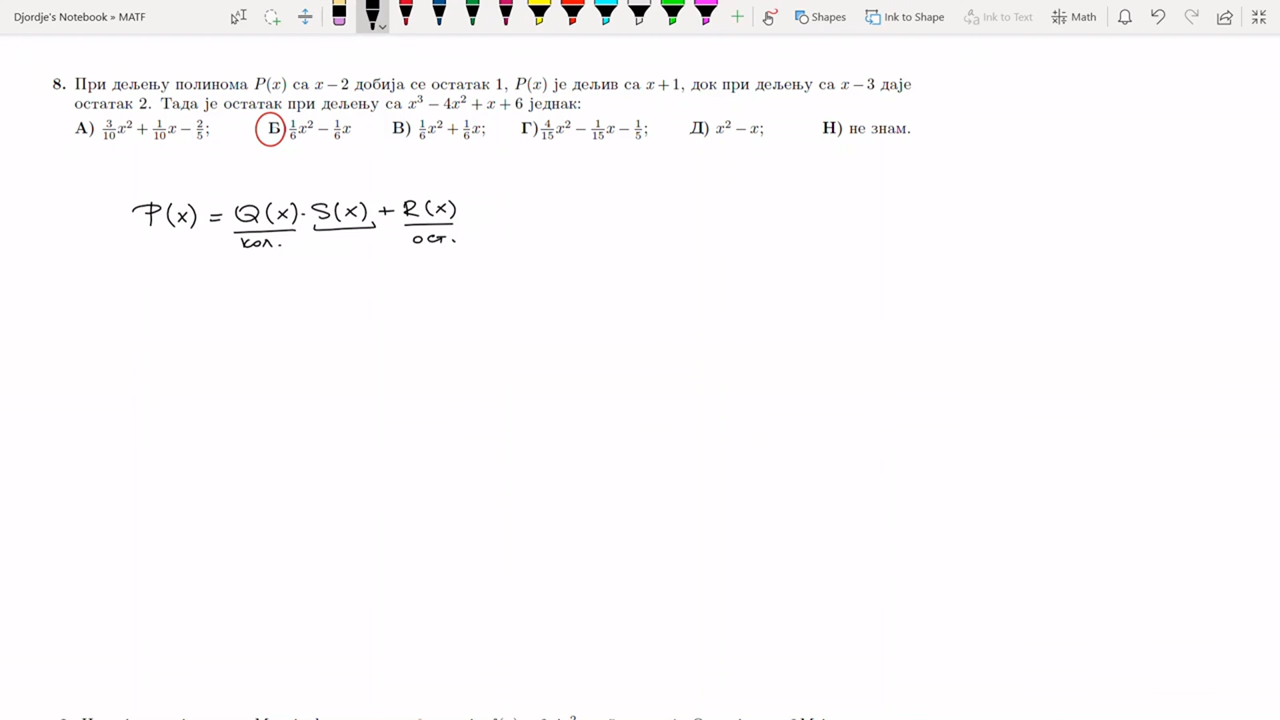 Djordje's Notebook » MATF
Shapes
Ink to Shape
Ink to Text
Math
8. При дељењу полинома P(x) са x − 2 добија се остатак 1, P(x) је дељив са x + 1, док при дељењу са x − 3 даје
остатак 2. Тада је остатак при дељењу са x³ − 4x² + x + 6 једнак:
А) 3/10x² + 1/10x − 2/5; Б) 1/6x² − 1/6x В) 1/6x² + 1/6x; Г) 4/15x² − 1/15x − 1/5; Д) x² − x; Н) не знам.
P(x) = Q(x) · S(x) + R(x)
кол. ост.